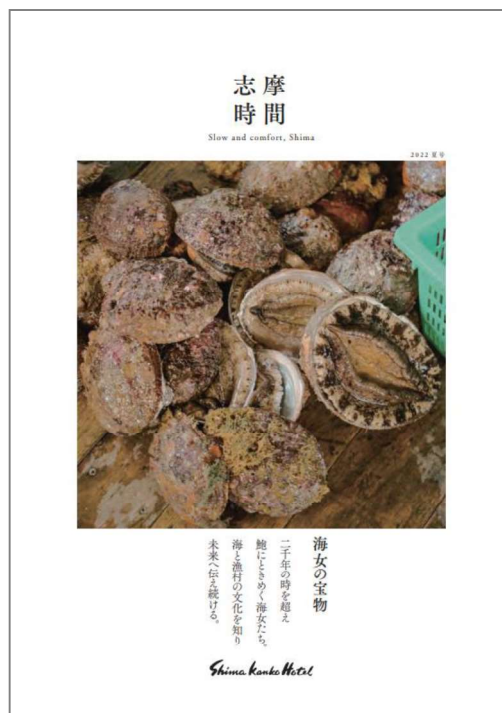 志摩
時間
Slow and comfort, Shima
2022 夏号
海女の宝物
二千年の時を超え
鮑にときめく海女たち。
海と漁村の文化を知り
未来へ伝え続ける。
Shima Kanko Hotel